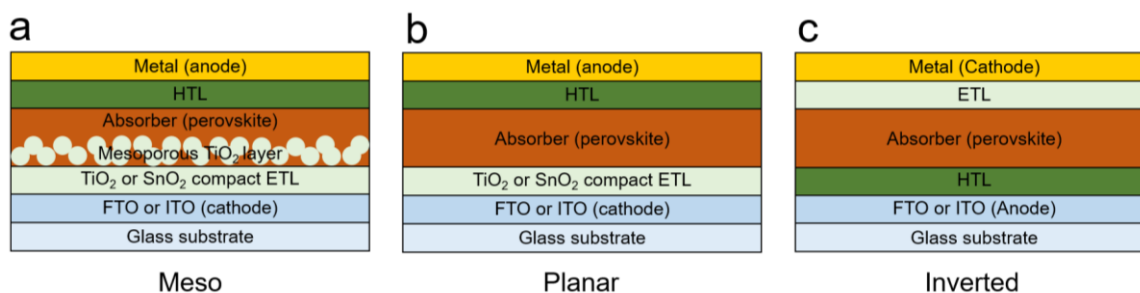 a
Metal (anode)
HTL
Absorber (perovskite)
Mesoporous TiO₂ layer
TiO₂ or SnO₂ compact ETL
FTO or ITO (cathode)
Glass substrate
Meso
b
Metal (anode)
HTL
Absorber (perovskite)
TiO₂ or SnO₂ compact ETL
FTO or ITO (cathode)
Glass substrate
Planar
c
Metal (Cathode)
ETL
Absorber (perovskite)
HTL
FTO or ITO (Anode)
Glass substrate
Inverted